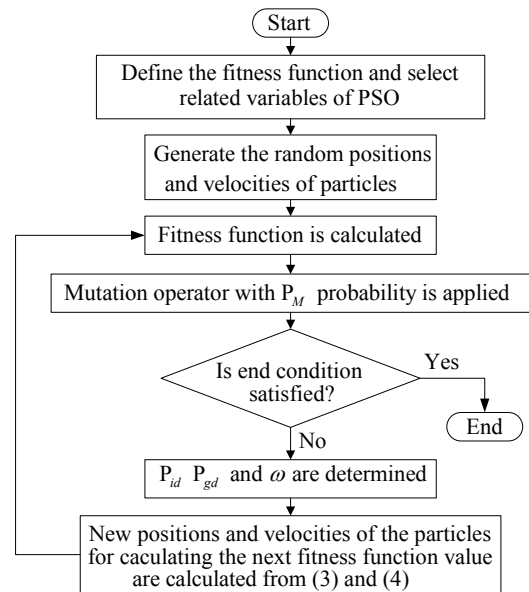 Start
Define the fitness function and select
related variables of PSO
Generate the random positions
and velocities of particles
Fitness function is calculated
Mutation operator with P_M probability is applied
Is end condition
satisfied?
Yes
End
No
P_id P_gd and ω are determined
New positions and velocities of the particles
for caculating the next fitness function value
are calculated from (3) and (4)